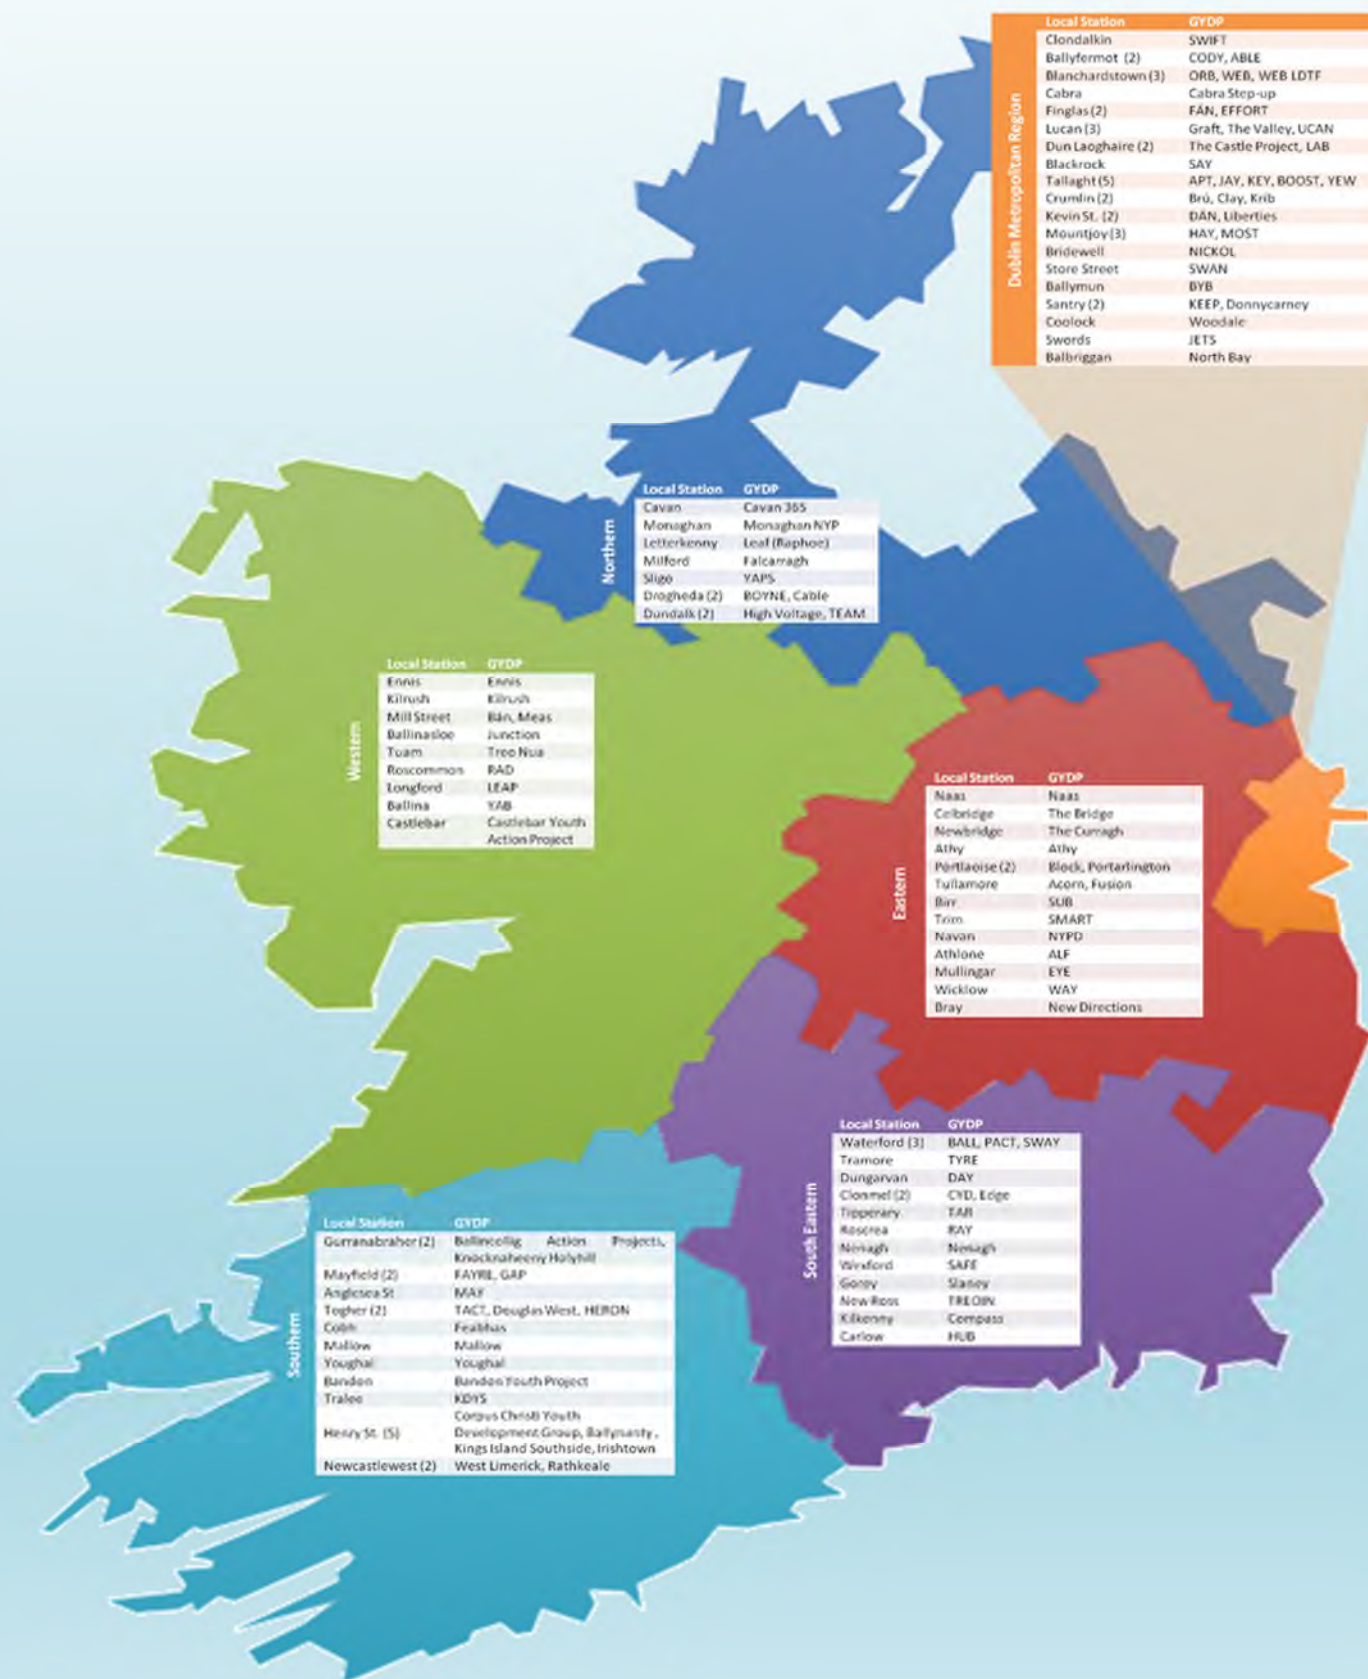 Dublin Metropolitan Region
Local Station GYDP
Clondalkin SWIFT
Ballyfermot (2) CODY, ABLE
Blanchardstown (3) ORB, WEB, WEB LDTF
Cabra Cabra Step-up
Finglas (2) FAN, EFFORT
Lucan (3) Graft, The Valley, UCAN
Dun Laoghaire (2) The Castle Project, LAB
Blackrock SAY
Tallaght (5) APT, JAY, KEY, BOOST, YEW
Crumlin (2) Brú, Clay, Krib
Kevin St. (2) DÁN, Liberties
Mountjoy (3) HAY, MOST
Bridewell NICKOL
Store Street SWAN
Ballymun BYB
Santry (2) KEEP, Donnycarney
Coolock Woodale
Swords JETS
Balbriggan North Bay
Northern
Local Station GYDP
Cavan Cavan 365
Monaghan Monaghan NYP
Letterkenny Leaf (Raphoe)
Milford Falcarragh
Sligo YAPS
Drogheda (2) BOYNE, Cable
Dundalk (2) High Voltage, TEAM
Western
Local Station GYDP
Ennis Ennis
Kilrush Kilrush
Mill Street Bán, Meas
Ballinasloe Junction
Tuam Treo Nua
Roscommon RAD
Longford LEAP
Ballina YAB
Castlebar Castlebar Youth
Action Project
Eastern
Local Station GYDP
Naas Naas
Celbridge The Bridge
Newbridge The Curragh
Athy Athy
Portlaoise (2) Block, Portarlington
Tullamore Acorn, Fusion
Birr SUB
Trim SMART
Navan NYPD
Athlone ALF
Mullingar EYE
Wicklow WAY
Bray New Directions
South Eastern
Local Station GYDP
Waterford (3) BALL, PACT, SWAY
Tramore TYRE
Dungarvan DAY
Clonmel (2) CYD, Edge
Tipperary TAR
Roscrea RAY
Nenagh Nenagh
Wexford SAFE
Gorey Slaney
New Ross TREOIN
Kilkenny Compass
Carlow HUB
Southern
Local Station GYDP
Gurranabraher (2) Ballincollig Action Projects,
Knocknaheeny Holyhill
Mayfield (2) FAYRE, GAP
Anglesea St MAY
Togher (2) TACT, Douglas West, HERON
Cobh Feabhas
Mallow Mallow
Youghal Youghal
Bandon Bandon Youth Project
Tralee KDYS
Corpus Christi Youth
Henry St. (5) Development Group, Ballynanty,
Kings Island Southside, Irishtown
Newcastlewest (2) West Limerick, Rathkeale